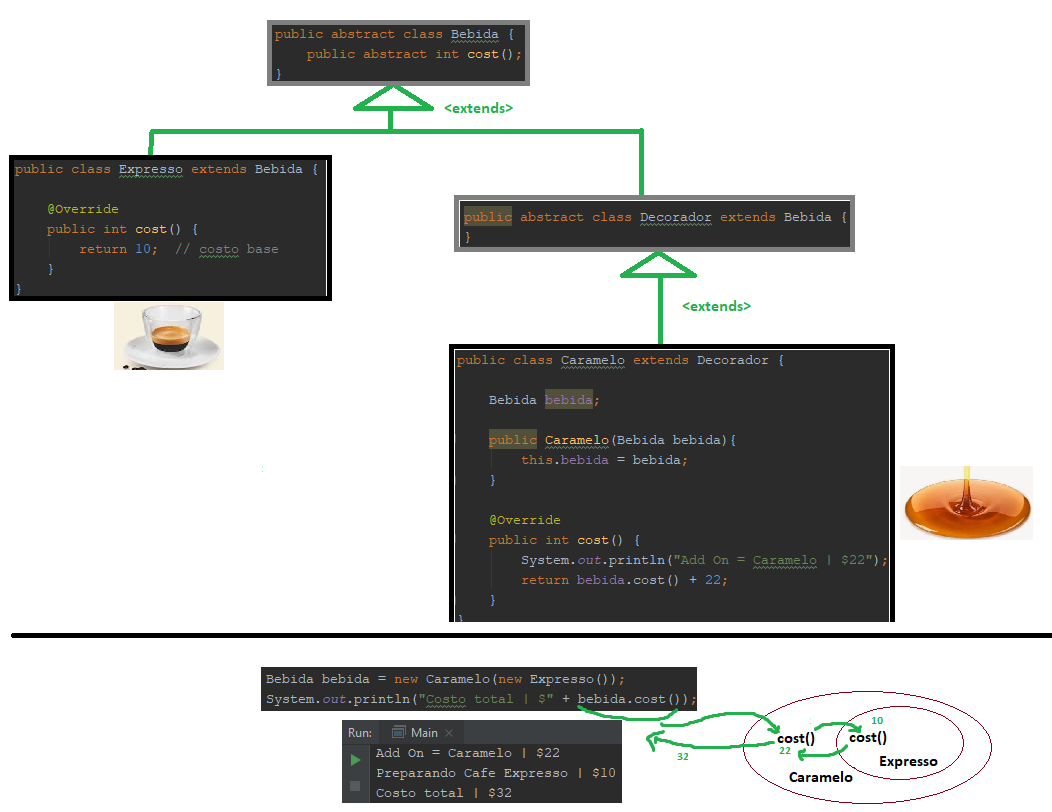 public abstract class Bebida {
    public abstract int cost();
}
<extends>
public class Expresso extends Bebida {
    @Override
    public int cost() {
        return 10;  // costo base
    }
}
public abstract class Decorador extends Bebida {
}
<extends>
public class Caramelo extends Decorador {
    Bebida bebida;
    public Caramelo(Bebida bebida){
        this.bebida = bebida;
    }
    @Override
    public int cost() {
        System.out.println("Add On = Caramelo | $22");
        return bebida.cost() + 22;
    }
}
Bebida bebida = new Caramelo(new Expresso());
System.out.println("Costo total | $" + bebida.cost());
Run: Main ×
Add On = Caramelo | $22
Preparando Cafe Expresso | $10
Costo total | $32
32
cost()
22
Caramelo
10
cost()
Expresso